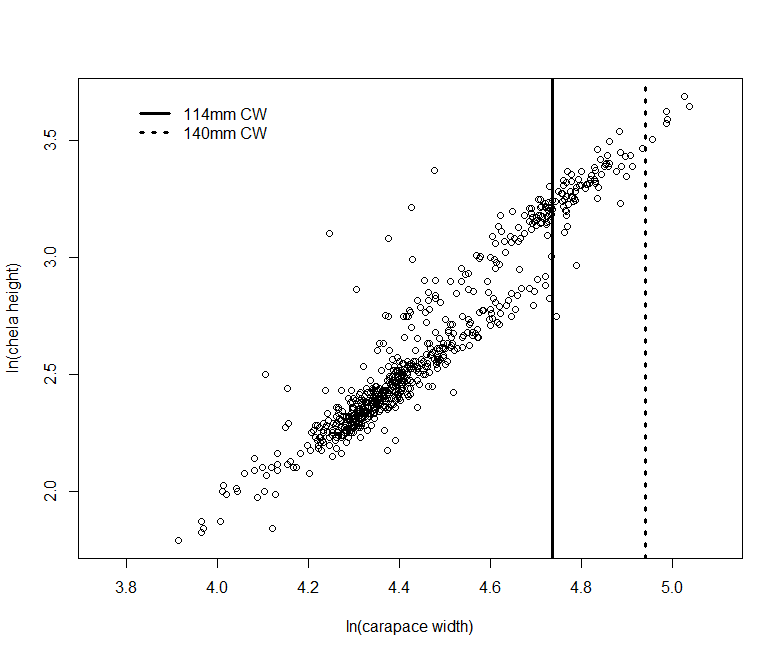 114mm CW
140mm CW
3.5
3.0
2.5
2.0
ln(chela height)
3.8 4.0 4.2 4.4 4.6 4.8 5.0
ln(carapace width)